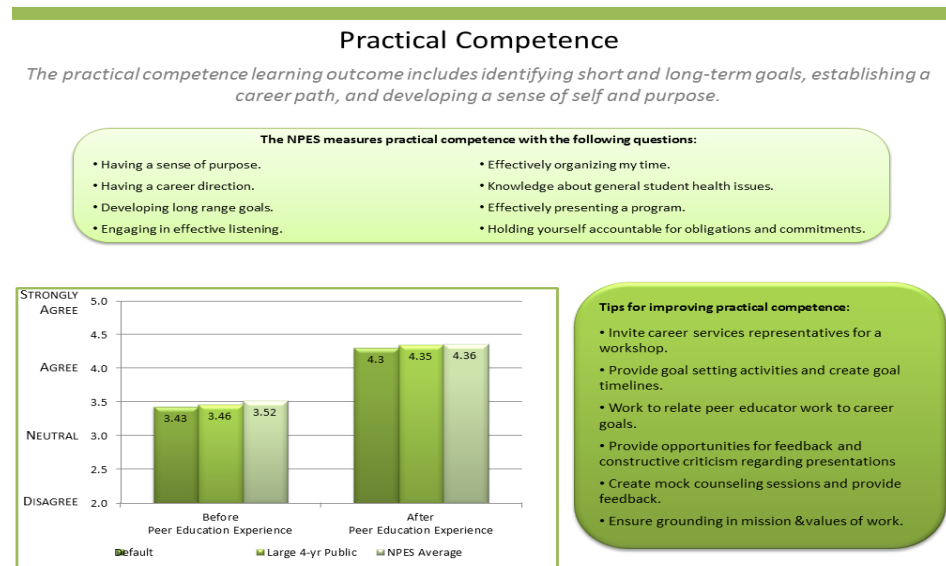 Practical Competence
The practical competence learning outcome includes identifying short and long-term goals, establishing a
career path, and developing a sense of self and purpose.
The NPES measures practical competence with the following questions:
• Having a sense of purpose.
• Having a career direction.
• Developing long range goals.
• Engaging in effective listening.
• Effectively organizing my time.
• Knowledge about general student health issues.
• Effectively presenting a program.
• Holding yourself accountable for obligations and commitments.
STRONGLY
AGREE
AGREE
NEUTRAL
DISAGREE
5.0
4.5
4.0
3.5
3.0
2.5
2.0
3.43
3.46
3.52
4.3
4.35
4.36
Before
Peer Education Experience
After
Peer Education Experience
Default
Large 4-yr Public
NPES Average
Tips for improving practical competence:
• Invite career services representatives for a
workshop.
• Provide goal setting activities and create goal
timelines.
• Work to relate peer educator work to career
goals.
• Provide opportunities for feedback and
constructive criticism regarding presentations
• Create mock counseling sessions and provide
feedback.
• Ensure grounding in mission &values of work.